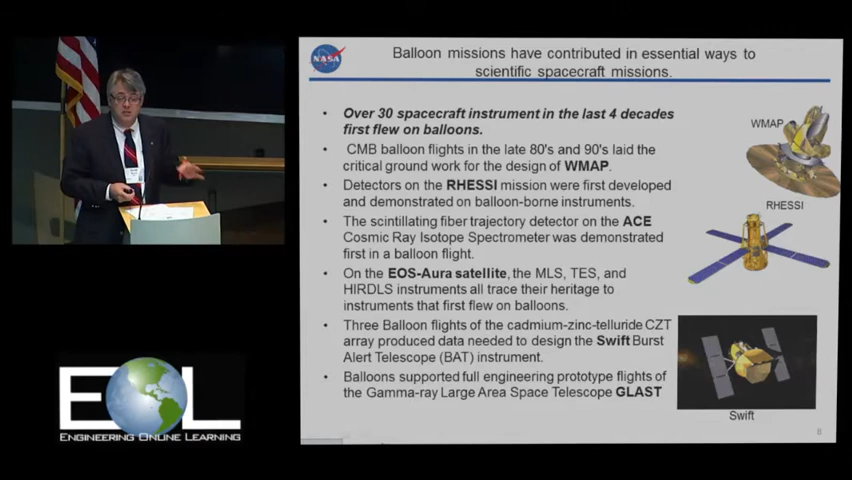 NASA
Balloon missions have contributed in essential ways to
scientific spacecraft missions.
• Over 30 spacecraft instrument in the last 4 decades
first flew on balloons.
• CMB balloon flights in the late 80's and 90's laid the
critical ground work for the design of WMAP.
• Detectors on the RHESSI mission were first developed
and demonstrated on balloon-borne instruments.
• The scintillating fiber trajectory detector on the ACE
Cosmic Ray Isotope Spectrometer was demonstrated
first in a balloon flight.
• On the EOS-Aura satellite, the MLS, TES, and
HIRDLS instruments all trace their heritage to
instruments that first flew on balloons.
• Three Balloon flights of the cadmium-zinc-telluride CZT
array produced data needed to design the Swift Burst
Alert Telescope (BAT) instrument.
• Balloons supported full engineering prototype flights of
the Gamma-ray Large Area Space Telescope GLAST
WMAP
RHESSI
Swift
8
EOL
ENGINEERING ONLINE LEARNING